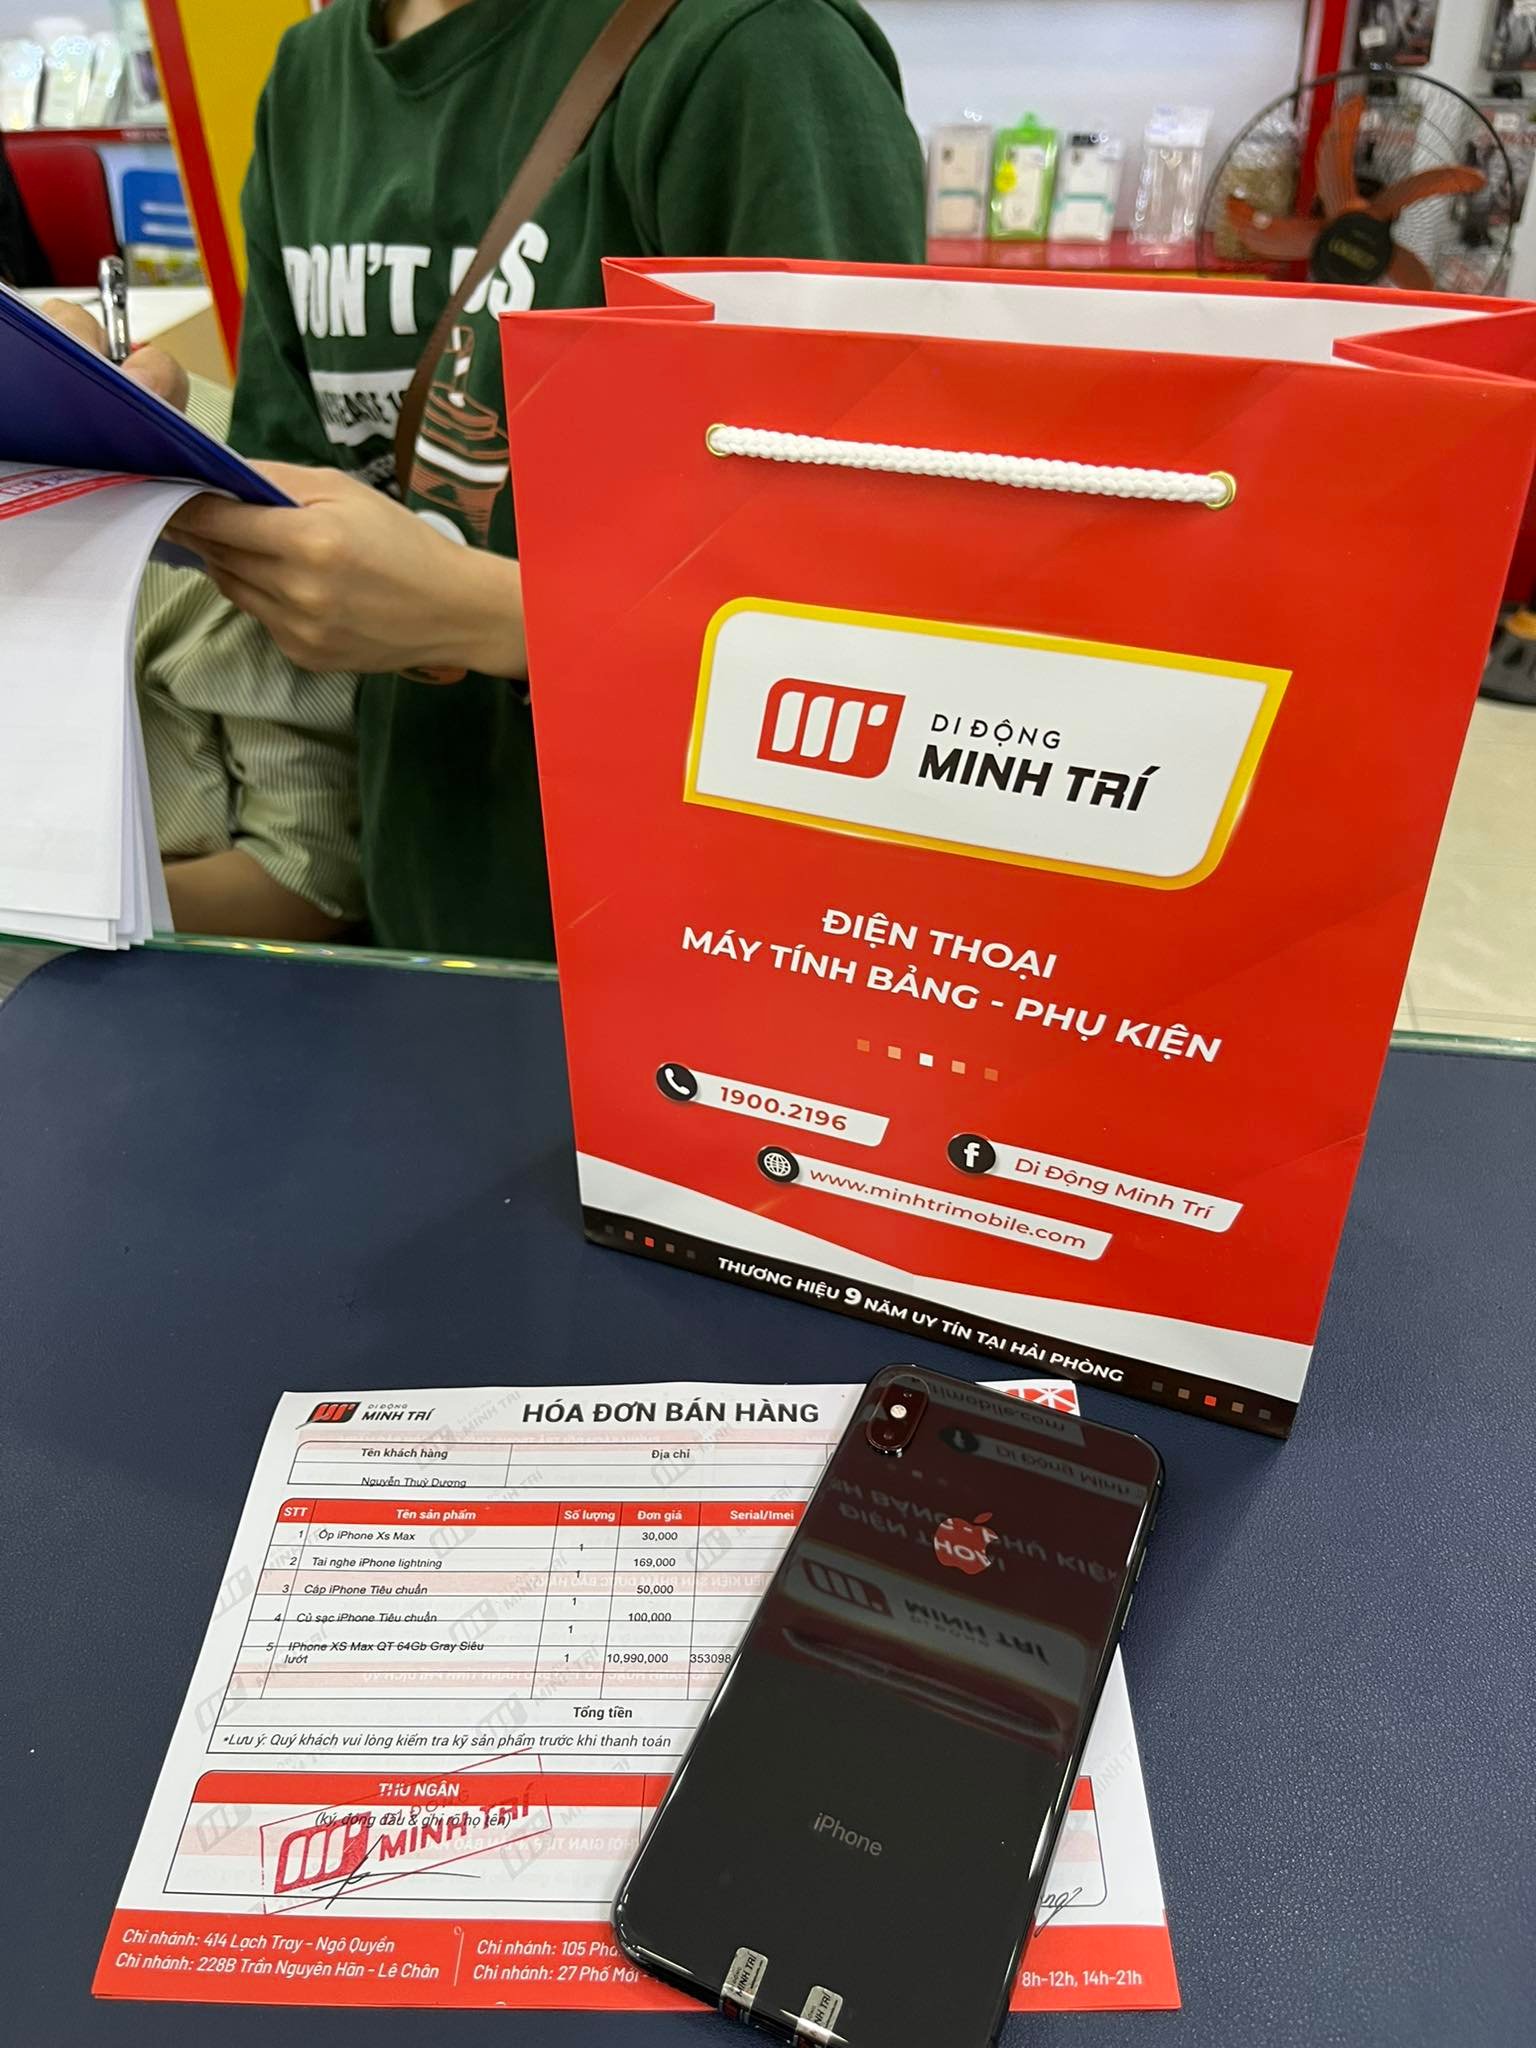 DON'T US
DI ĐỘNG
MINH TRÍ
ĐIỆN THOẠI
MÁY TÍNH BẢNG - PHỤ KIỆN
1900.2196
Di Động Minh Trí
www.minhtrimobile.com
THƯƠNG HIỆU 9 NĂM UY TÍN TẠI HẢI PHÒNG
DI ĐỘNG
MINH TRÍ
HÓA ĐƠN BÁN HÀNG
Tên khách hàng Địa chỉ
Nguyễn Thuỳ Dương
STT Tên sản phẩm Số lượng Đơn giá Serial/Imei
1 Ốp iPhone Xs Max 1 30,000
2 Tai nghe iPhone lightning 1 169,000
3 Cáp iPhone Tiêu chuẩn 1 50,000
4 Củ sạc iPhone Tiêu chuẩn 1 100,000
5 IPhone XS Max QT 64Gb Gray Siêu
lướt 1 10,990,000 353098
Tổng tiền
*Lưu ý: Quý khách vui lòng kiểm tra kỹ sản phẩm trước khi thanh toán
THU NGÂN
(ký, đóng dấu & ghi rõ họ tên)
DI ĐỘNG
MINH TRÍ
Chi nhánh: 414 Lạch Tray - Ngô Quyền
Chi nhánh: 228B Trần Nguyên Hãn - Lê Chân
Chi nhánh: 105
Chi nhánh: 27 Phố Mới -
8h-12h, 14h-21h
iPhone
MINH TRÍ